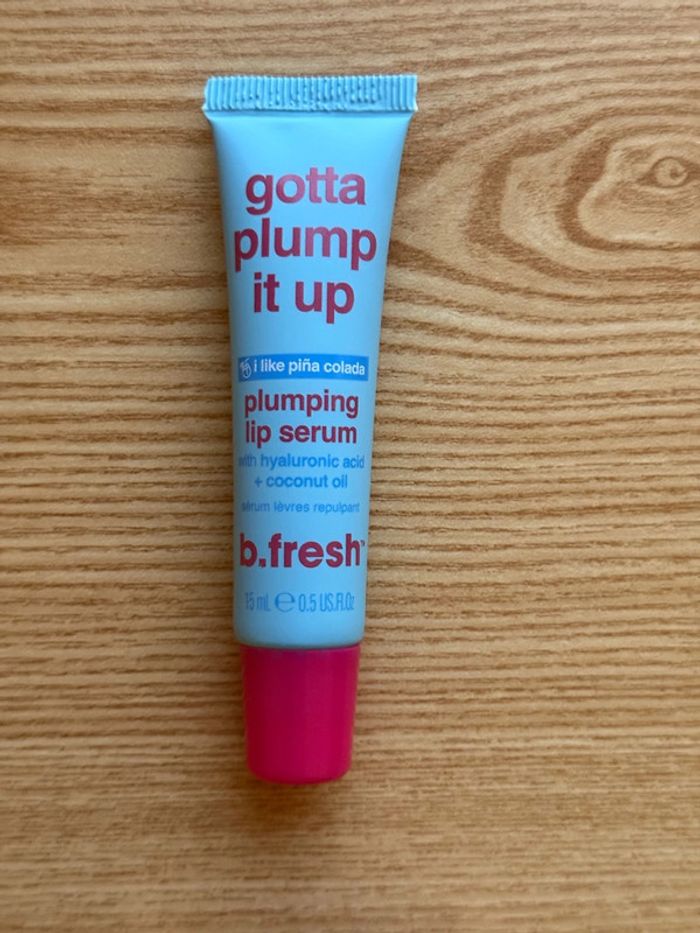 gotta
plump
it up
i like piña colada
plumping
lip serum
with hyaluronic acid
+ coconut oil
sérum lèvres repulpant
b.fresh™
15 mL ℮ 0.5 US.Fl.Oz